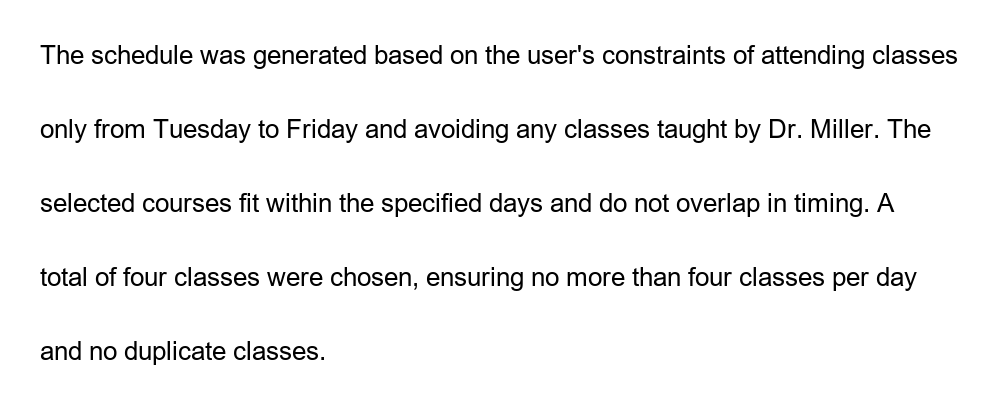 The schedule was generated based on the user's constraints of attending classes
only from Tuesday to Friday and avoiding any classes taught by Dr. Miller. The
selected courses fit within the specified days and do not overlap in timing. A
total of four classes were chosen, ensuring no more than four classes per day
and no duplicate classes.